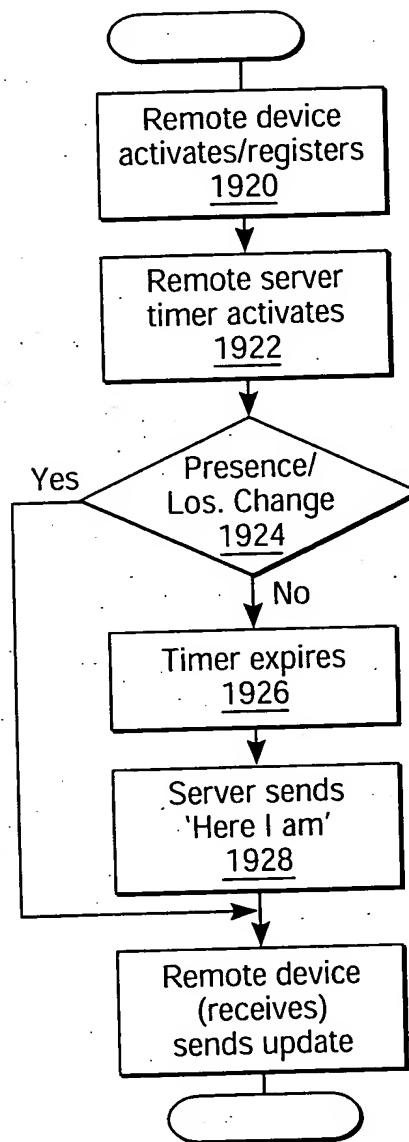 Remote device
activates/registers
1920
Remote server
timer activates
1922
Yes
Presence/
Los. Change
1924
No
Timer expires
1926
Server sends
'Here I am'
1928
Remote device
(receives)
sends update